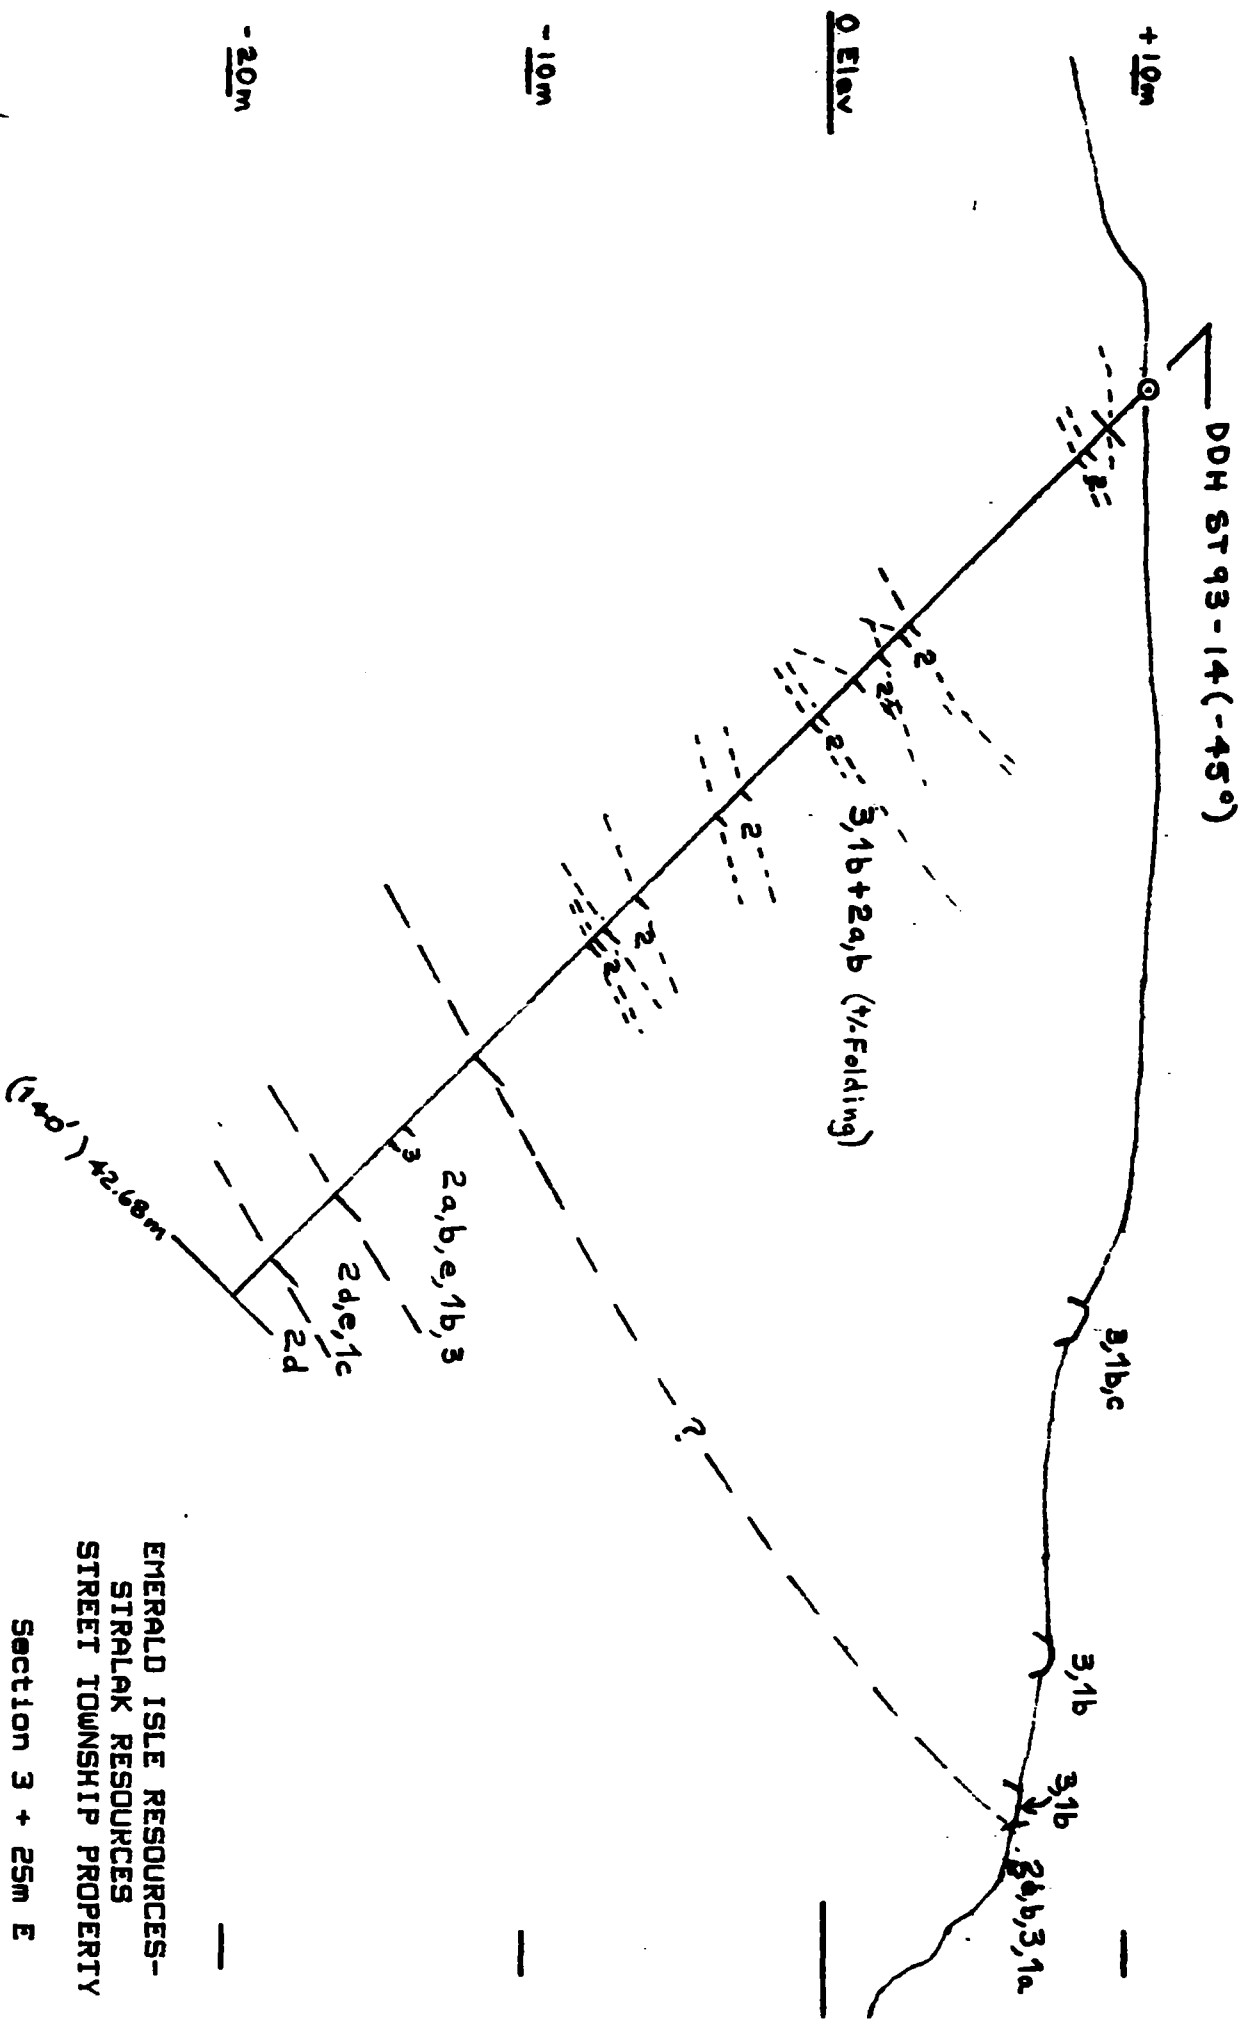 DDH ST 93-14 (-45°)
+10m
0 Elev
-10m
-20m
2
2
2
2
2
2
3,1b+2a,b (+/-Folding)
3
2a,b,e,1b,3
2d,e,1c
2d
(140') 42.68m
?
3,1b,c
3,1b
3,1b
2a,b,3,1a
EMERALD ISLE RESOURCES-
STRALAK RESOURCES
STREET TOWNSHIP PROPERTY
Section 3 + 25m E